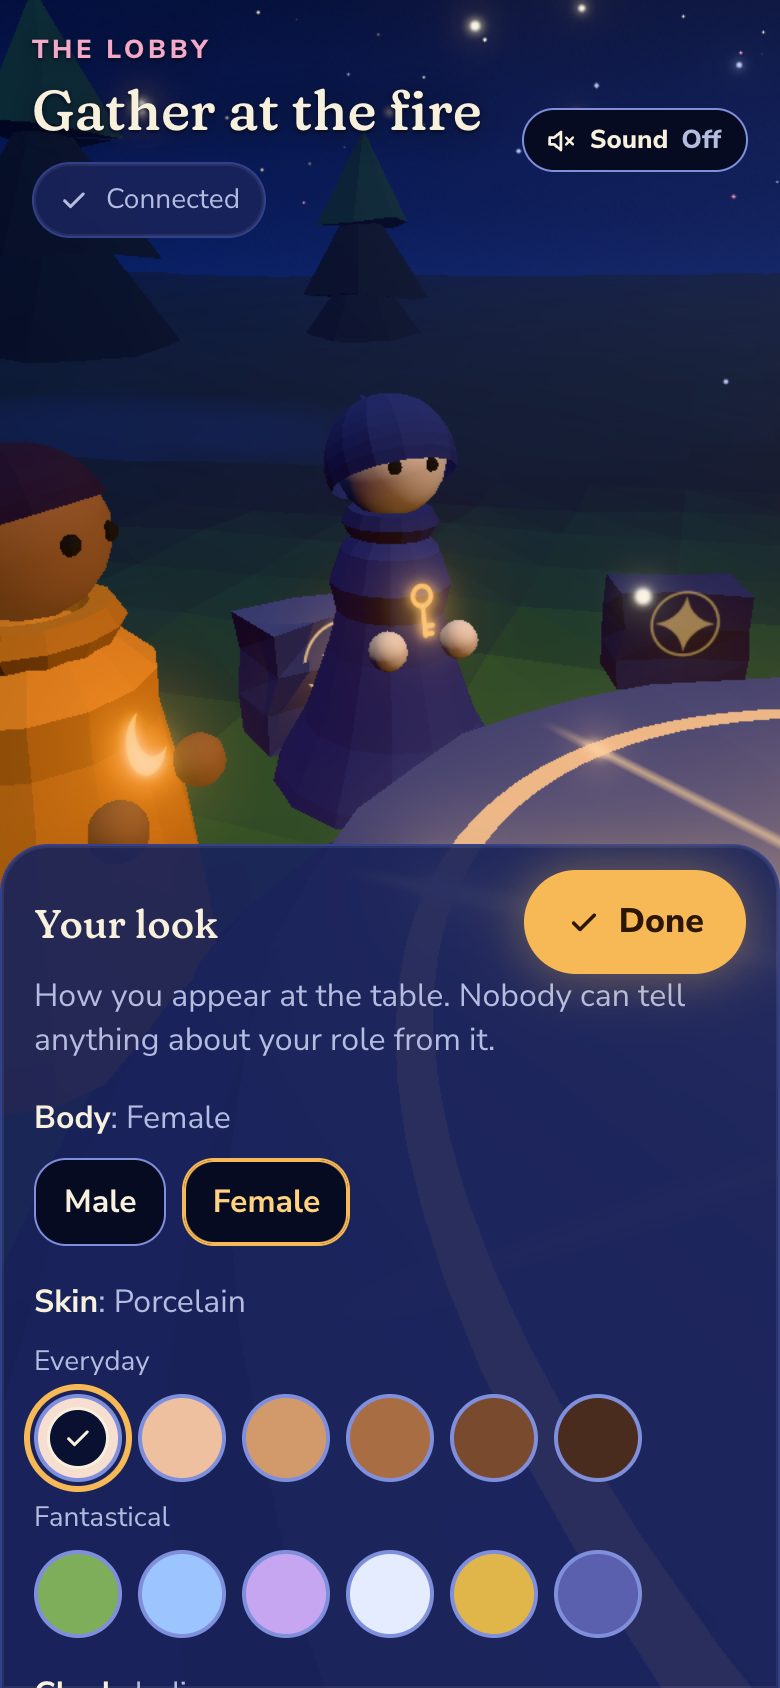 THE LOBBY
Gather at the fire
Sound Off
Connected
Your look
Done
How you appear at the table. Nobody can tell
anything about your role from it.
Body: Female
Male
Female
Skin: Porcelain
Everyday
Fantastical